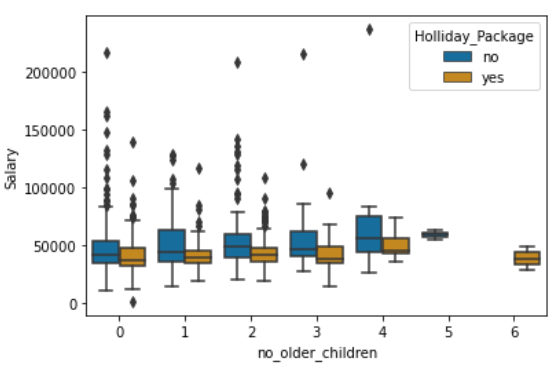 Holliday_Package
no
yes
200000
150000
100000
50000
0
Salary
0 1 2 3 4 5 6
no_older_children